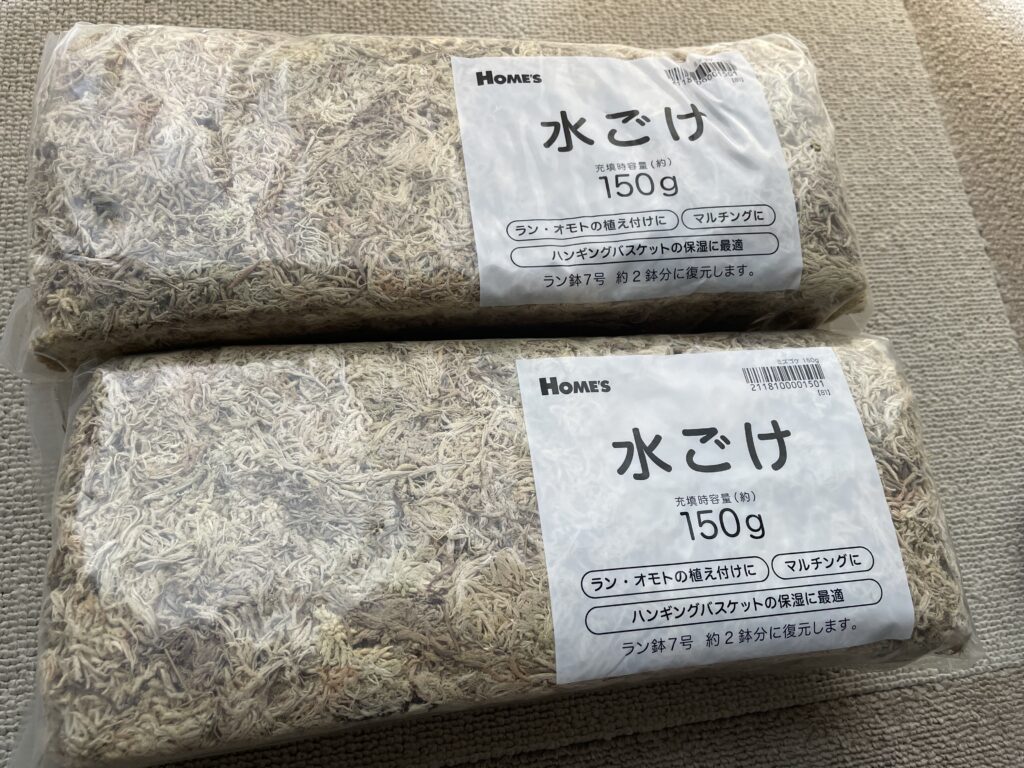 HOME'S
水ごけ
充填時容量(約)
150g
ラン・オモトの植え付けに
マルチングに
ハンギングバスケットの保湿に最適
ラン鉢7号 約2鉢分に復元します。
ミズゴケ 150g
2118100001501
[81]
HOME'S
水ごけ
充填時容量(約)
150g
ラン・オモトの植え付けに
マルチングに
ハンギングバスケットの保湿に最適
ラン鉢7号 約2鉢分に復元します。